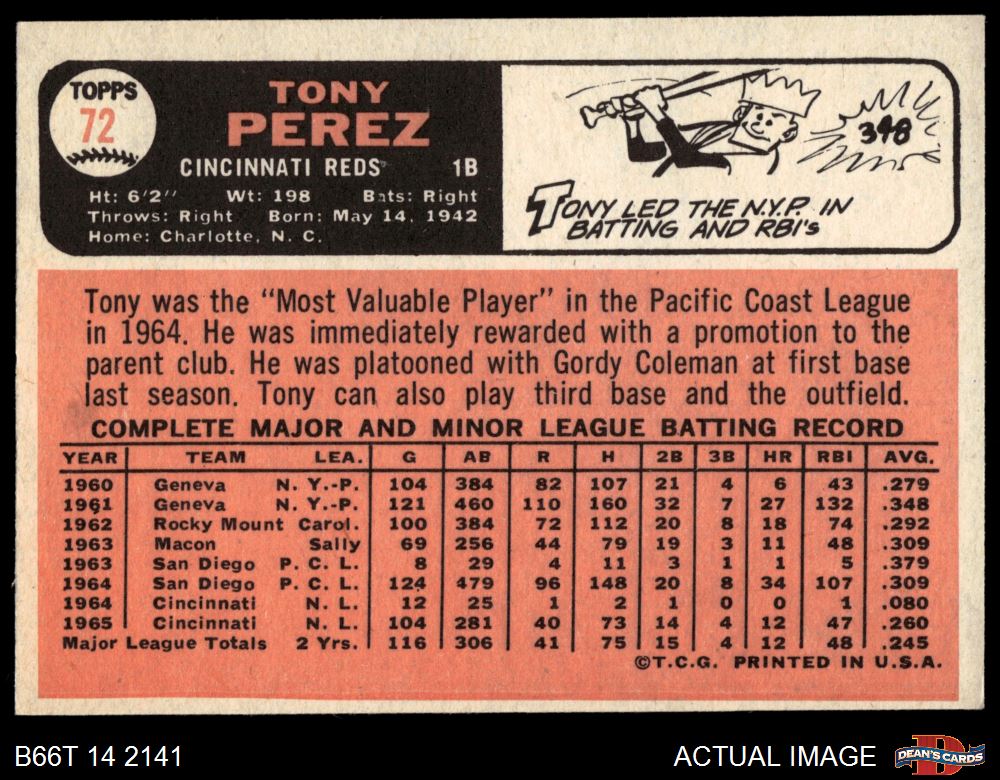 TOPPS
72
TONY
PEREZ
CINCINNATI REDS 1B
Ht: 6'2" Wt: 198 Bats: Right
Throws: Right Born: May 14, 1942
Home: Charlotte, N. C.
348
TONY LED THE N.Y.P. IN
BATTING AND RBI's
Tony was the "Most Valuable Player" in the Pacific Coast League
in 1964. He was immediately rewarded with a promotion to the
parent club. He was platooned with Gordy Coleman at first base
last season. Tony can also play third base and the outfield.
COMPLETE MAJOR AND MINOR LEAGUE BATTING RECORD
YEAR TEAM LEA. G AB R H 2B 3B HR RBI AVG.
1960 Geneva N. Y.-P. 104 384 82 107 21 4 6 43 .279
1961 Geneva N. Y.-P. 121 460 110 160 32 7 27 132 .348
1962 Rocky Mount Carol. 100 384 72 112 20 8 18 74 .292
1963 Macon Sally 69 256 44 79 19 3 11 48 .309
1963 San Diego P. C. L. 8 29 4 11 3 1 1 5 .379
1964 San Diego P. C. L. 124 479 96 148 20 8 34 107 .309
1964 Cincinnati N. L. 12 25 1 2 1 0 0 1 .080
1965 Cincinnati N. L. 104 281 40 73 14 4 12 47 .260
Major League Totals 2 Yrs. 116 306 41 75 15 4 12 48 .245
©T.C.G. PRINTED IN U.S.A.
B66T 14 2141 ACTUAL IMAGE DEAN'S CARDS